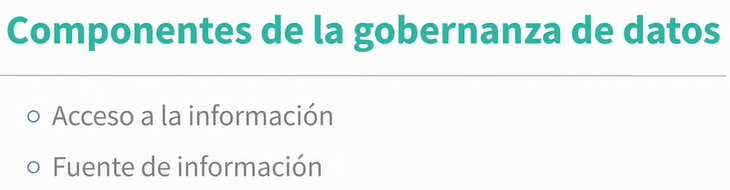 Componentes de la gobernanza de datos
Acceso a la información
Fuente de información